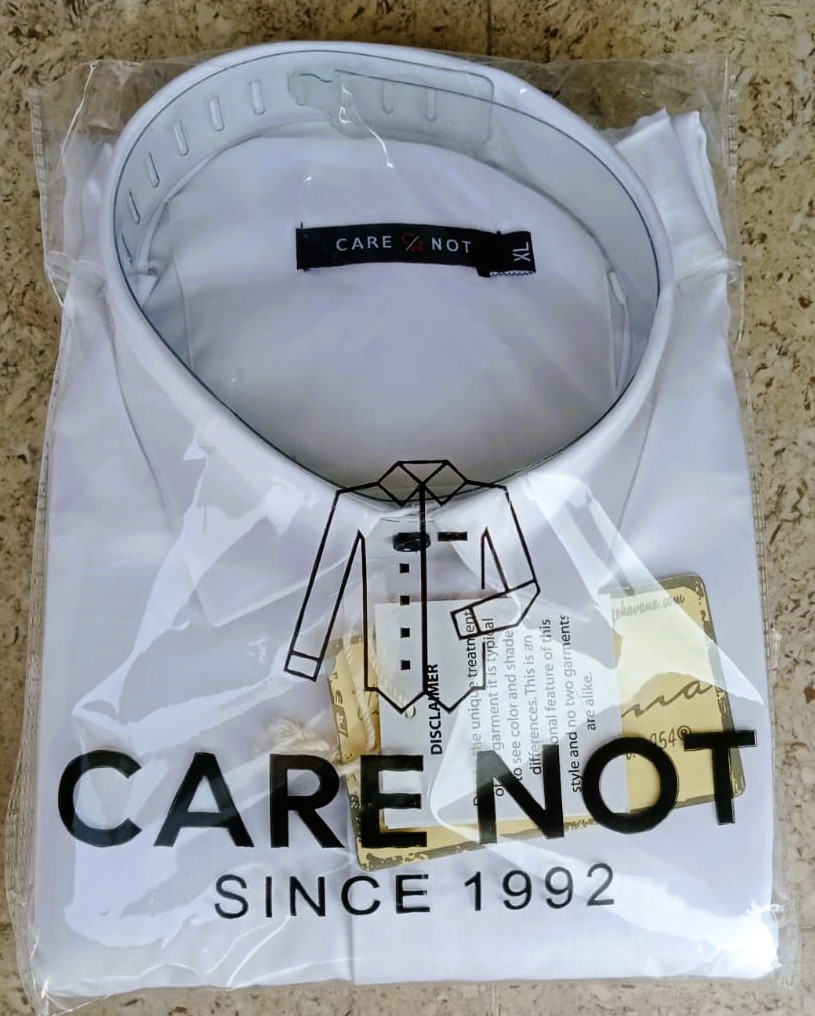 CARE NOT
XL
DISCLAIMER
the unique treatment
garment it is typical
to see color and shade
differences. This is an
onal feature of this
style and no two garments
are alike.
CARE NOT
SINCE 1992